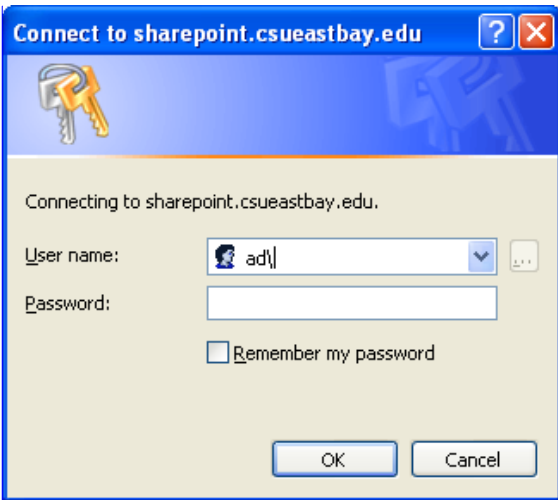 Connect to sharepoint.csueastbay.edu
Connecting to sharepoint.csueastbay.edu.
User name: ad\
Password:
Remember my password
OK Cancel